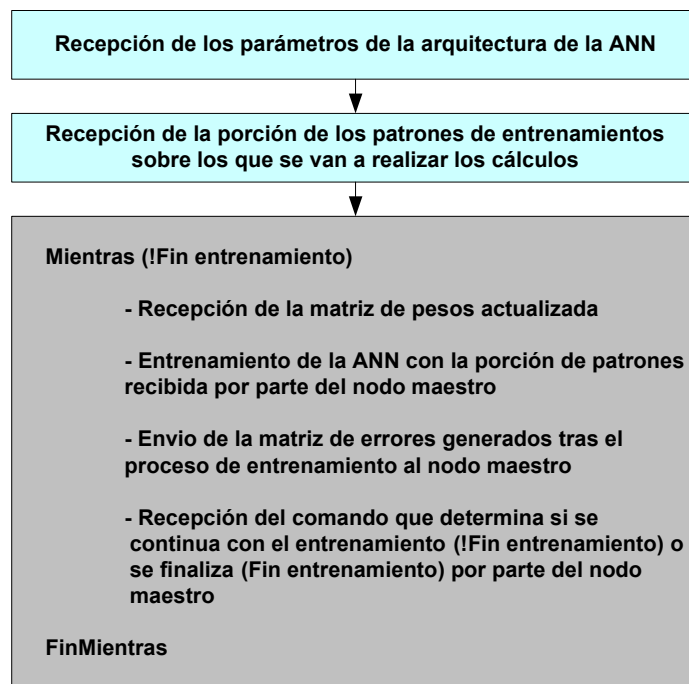 Recepción de los parámetros de la arquitectura de la ANN
Recepción de la porción de los patrones de entrenamientos
sobre los que se van a realizar los cálculos
Mientras (!Fin entrenamiento)
- Recepción de la matriz de pesos actualizada
- Entrenamiento de la ANN con la porción de patrones
recibida por parte del nodo maestro
- Envio de la matriz de errores generados tras el
proceso de entrenamiento al nodo maestro
- Recepción del comando que determina si se
continua con el entrenamiento (!Fin entrenamiento) o
se finaliza (Fin entrenamiento) por parte del nodo
maestro
FinMientras